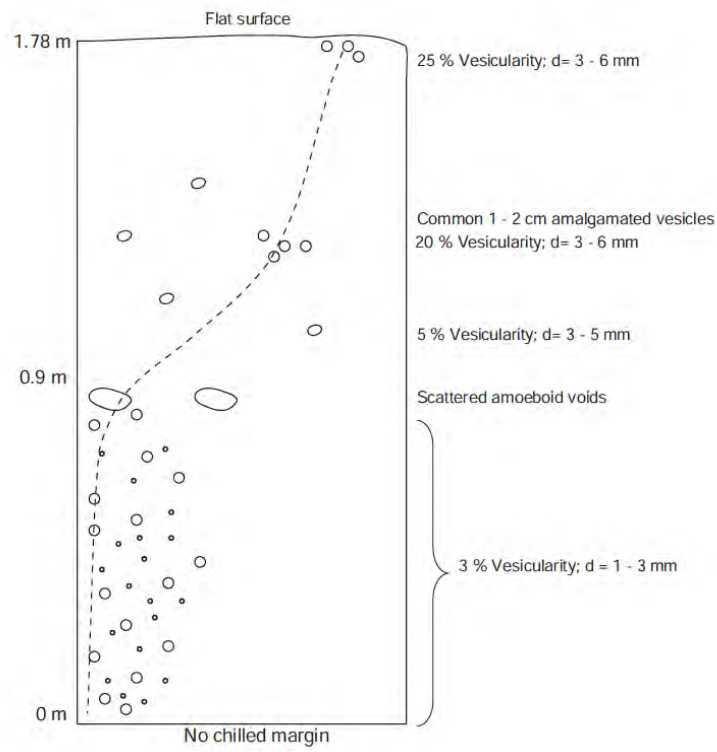 Flat surface
1.78 m
25 % Vesicularity; d= 3 - 6 mm
Common 1 - 2 cm amalgamated vesicles
20 % Vesicularity; d= 3 - 6 mm
5 % Vesicularity; d= 3 - 5 mm
0.9 m
Scattered amoeboid voids
3 % Vesicularity; d = 1 - 3 mm
0 m
No chilled margin